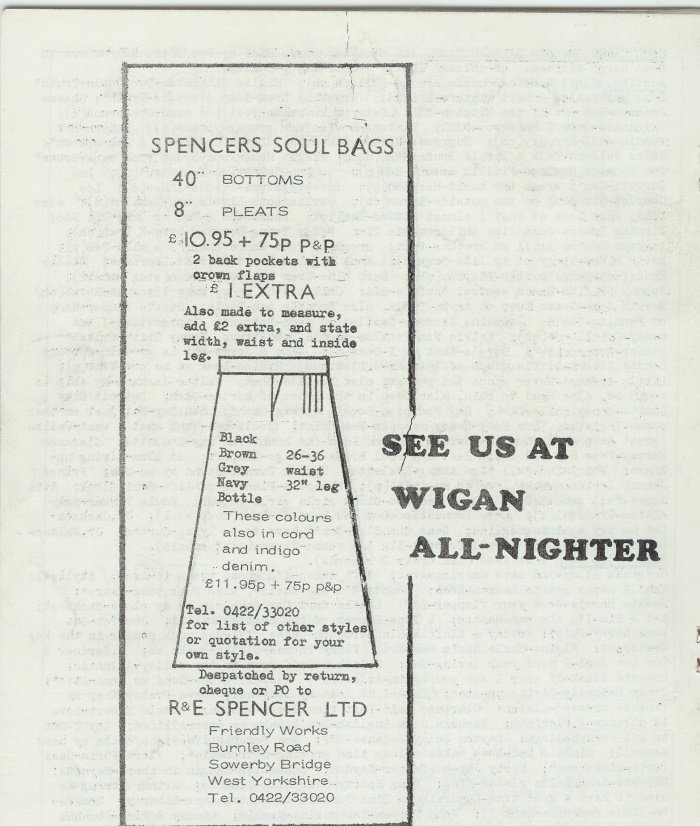 SPENCERS SOUL BAGS
40" BOTTOMS
8" PLEATS
£10.95 + 75p P&P
2 back pockets with
crown flaps
£1 EXTRA
Also made to measure,
add £2 extra, and state
width, waist and inside
leg.
Black
Brown 26-36
Grey waist
Navy 32" leg
Bottle
These colours
also in cord
and indigo
denim.
£11.95p + 75p p&p
Tel. 0422/33020
for list of other styles
or quotation for your
own style.
Despatched by return,
cheque or PO to
R&E SPENCER LTD
Friendly Works
Burnley Road
Sowerby Bridge
West Yorkshire
Tel. 0422/33020
SEE US AT
WIGAN
ALL-NIGHTER